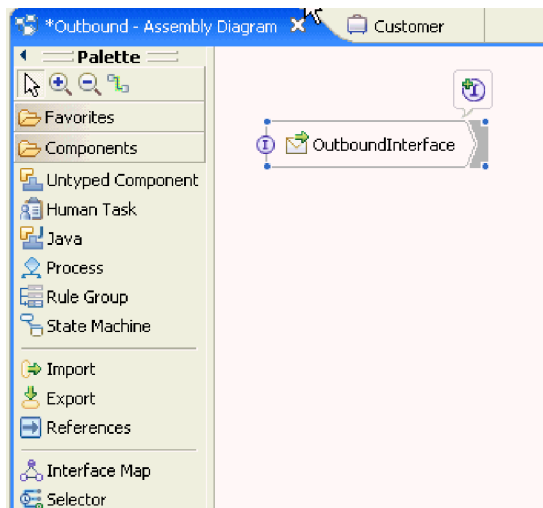 *Outbound - Assembly Diagram
Customer
Palette
Favorites
Components
Untyped Component
Human Task
Java
Process
Rule Group
State Machine
Import
Export
References
Interface Map
Selector
I
I OutboundInterface